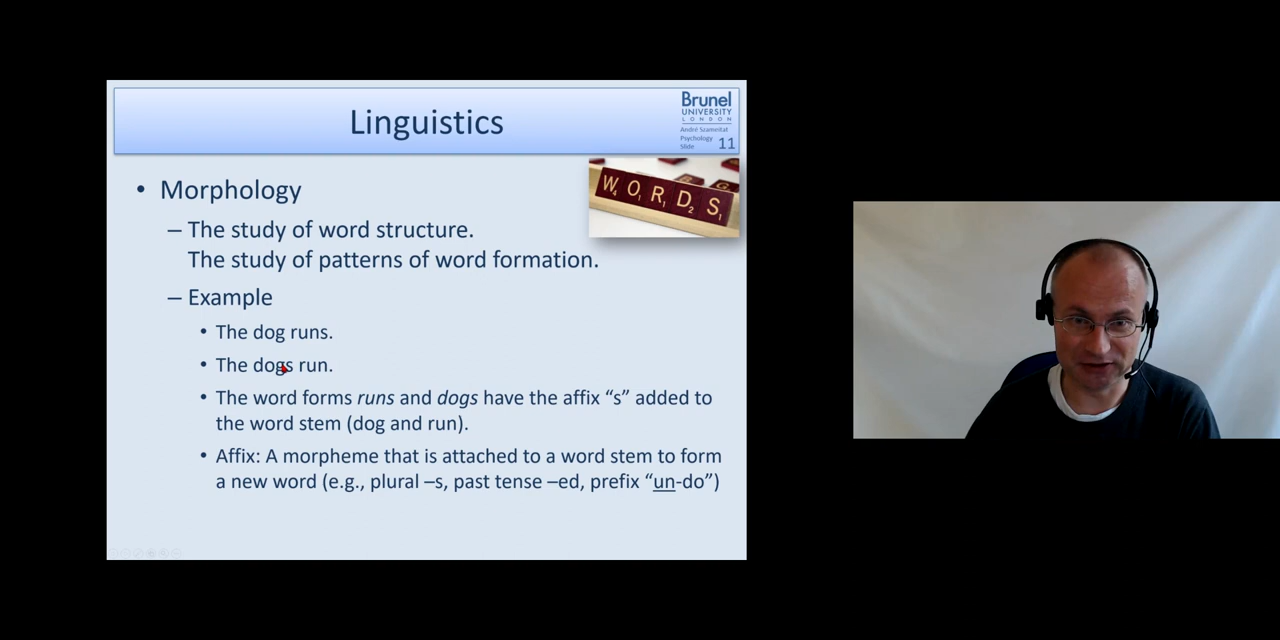 Linguistics
Brunel
UNIVERSITY
LONDON
André Szameitat
Psychology
Slide 11
• Morphology
– The study of word structure.
The study of patterns of word formation.
WORDS
– Example
• The dog runs.
• The dogs run.
• The word forms runs and dogs have the affix “s” added to
the word stem (dog and run).
• Affix: A morpheme that is attached to a word stem to form
a new word (e.g., plural –s, past tense –ed, prefix “un-do”)